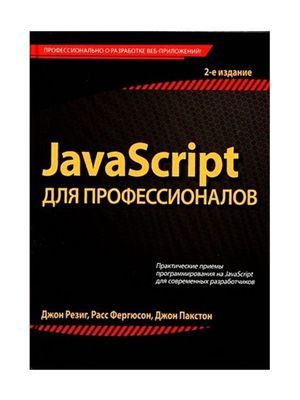 ПРОФЕССИОНАЛЬНО О РАЗРАБОТКЕ ВЕБ-ПРИЛОЖЕНИЙ!
2-е издание
JavaScript
ДЛЯ ПРОФЕССИОНАЛОВ
Практические приемы
программирования на JavaScript
для современных разработчиков
Джон Резиг, Расс Фергюсон, Джон Пакстон